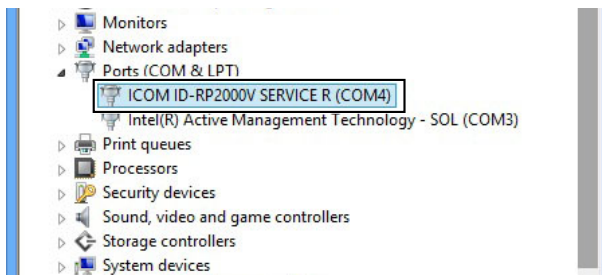 Monitors
Network adapters
Ports (COM & LPT)
ICOM ID-RP2000V SERVICE R (COM4)
Intel(R) Active Management Technology - SOL (COM3)
Print queues
Processors
Security devices
Sound, video and game controllers
Storage controllers
System devices